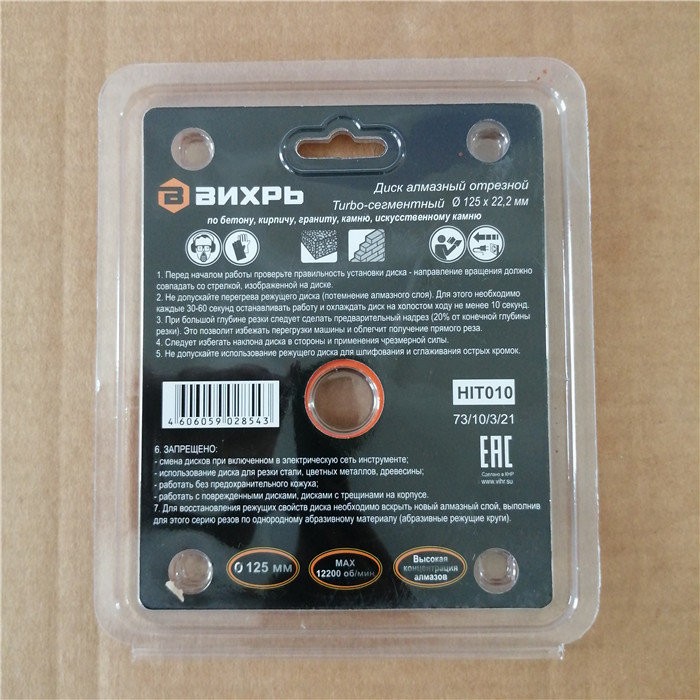 ВИХРЬ
Диск алмазный отрезной
Turbo-сегментный Ø 125 x 22,2 мм
по бетону, кирпичу, граниту, камню, искусственному камню
1. Перед началом работы проверьте правильность установки диска - направление вращения должно
совпадать со стрелкой, изображенной на диске.
2. Не допускайте перегрева режущего диска (потемнение алмазного слоя). Для этого необходимо
каждые 30-60 секунд останавливать работу и охлаждать диск на холостом ходу не менее 10 секунд.
3. При большой глубине резки следует сделать предварительный надрез (20% от конечной глубины
резки). Это позволит избежать перегрузки машины и облегчит получение прямого реза.
4. Следует избегать наклона диска в стороны и применения чрезмерной силы.
5. Не допускайте использование режущего диска для шлифования и сглаживания острых кромок.
4 606059 028543
HIT010
73/10/3/21
EAC
Сделано в КНР
www.vihr.su
6. ЗАПРЕЩЕНО:
- смена дисков при включенном в электрическую сеть инструменте;
- использование диска для резки стали, цветных металлов, древесины;
- работать без предохранительного кожуха;
- работать с поврежденными дисками, дисками с трещинами на корпусе.
7. Для восстановления режущих свойств диска необходимо вскрыть новый алмазный слой, выполнив
для этого серию резов по однородному абразивному материалу (абразивные режущие круги).
Ø 125 мм
MAX
12200 об/мин
Высокая
концентрация
алмазов